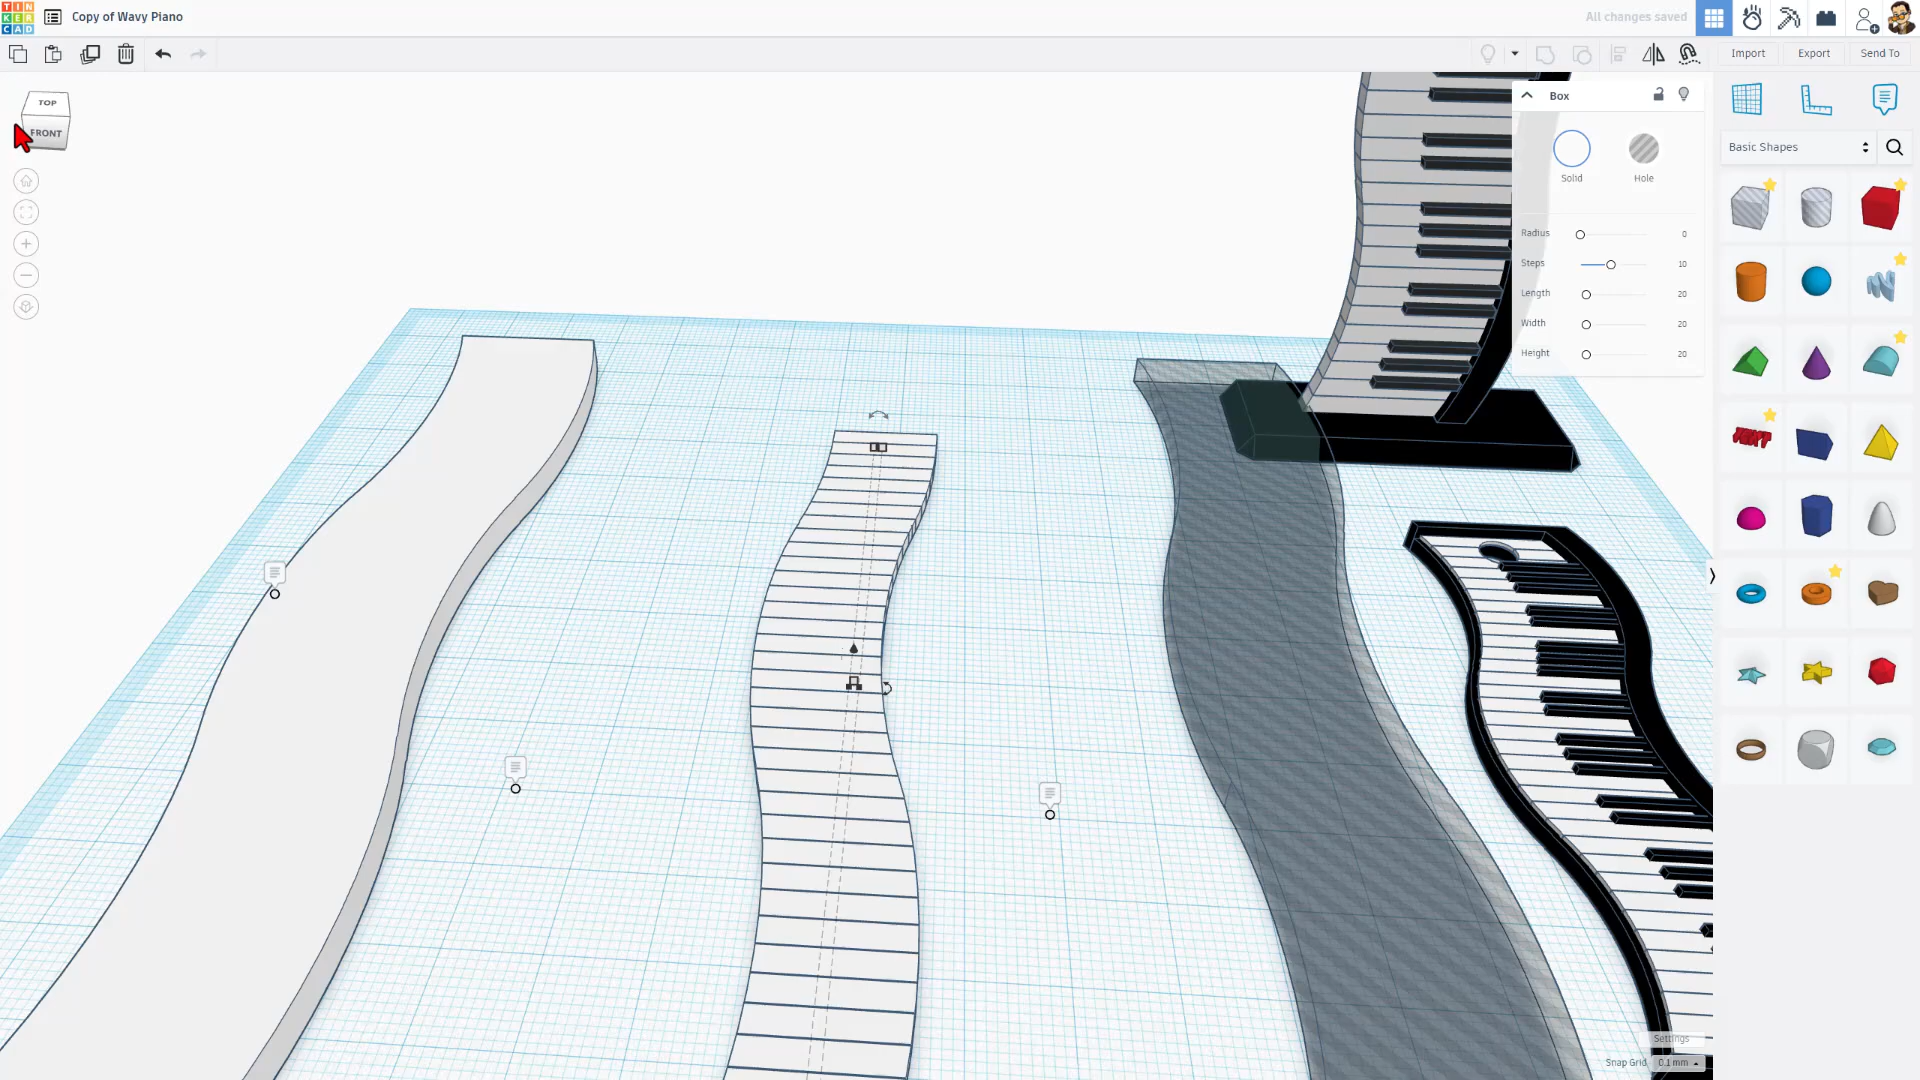 TIN
KER
CAD
Copy of Wavy Piano
All changes saved
Import
Export
Send To
TOP
FRONT
Box
Solid
Hole
Radius 0
Steps 10
Length 20
Width 20
Height 20
Basic Shapes
TEXT
Settings
Snap Grid 0.1 mm